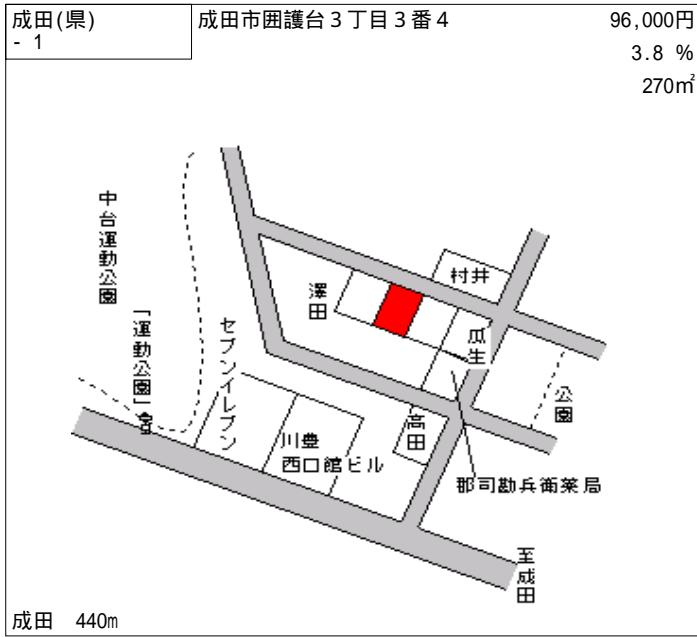 成田(県)
- 1
成田市囲護台３丁目３番４
96,000円
3.8 %
270㎡
中台運動公園
「運動公園」
セブンイレブン
澤田
村井
瓜生
公園
高田
川豊
西口館ビル
郡司勘兵衛薬局
至成田
成田 440m